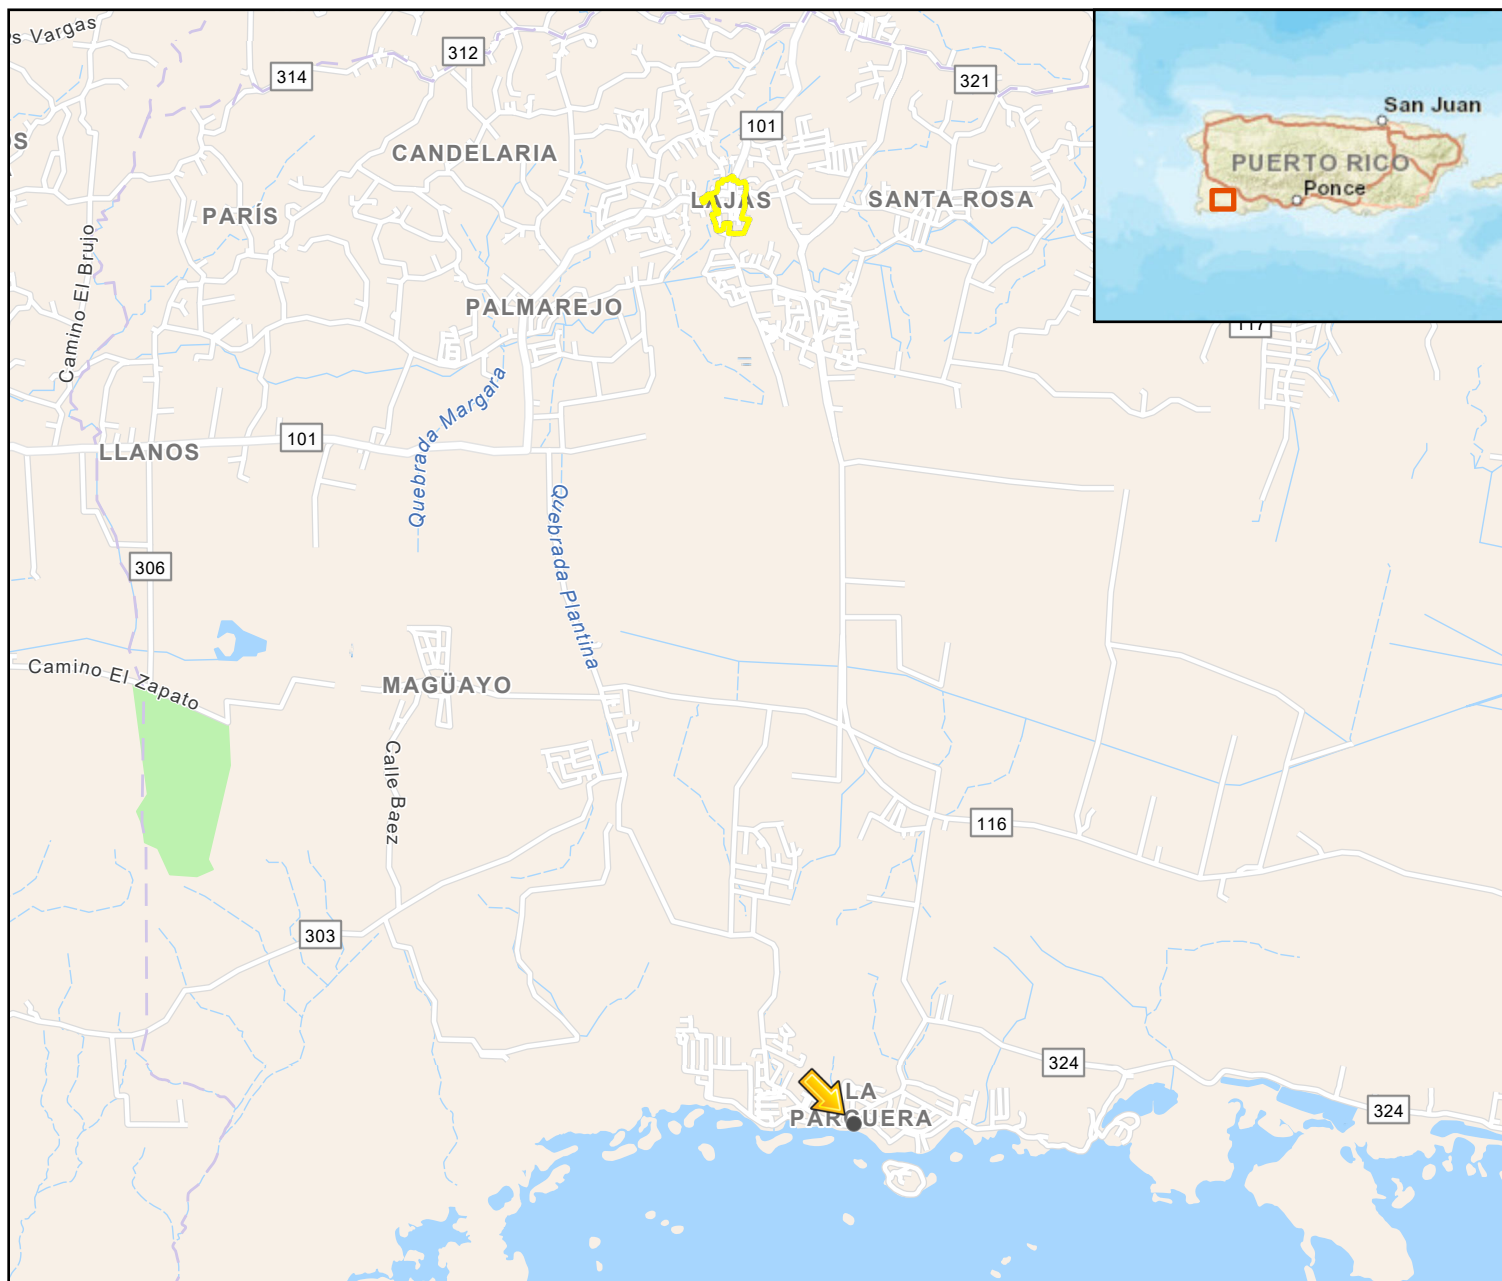 s Vargas
312
314
321
San Juan
101
OS
CANDELARIA
PUERTO RICO
Ponce
LAJAS
SANTA ROSA
PARÍS
Camino El Brujo
PALMAREJO
117
Quebrada Margara
101
LLANOS
Quebrada Plantina
306
Camino El Zapato
MAGÜAYO
Calle Baez
116
303
324
LA
PARGUERA
324